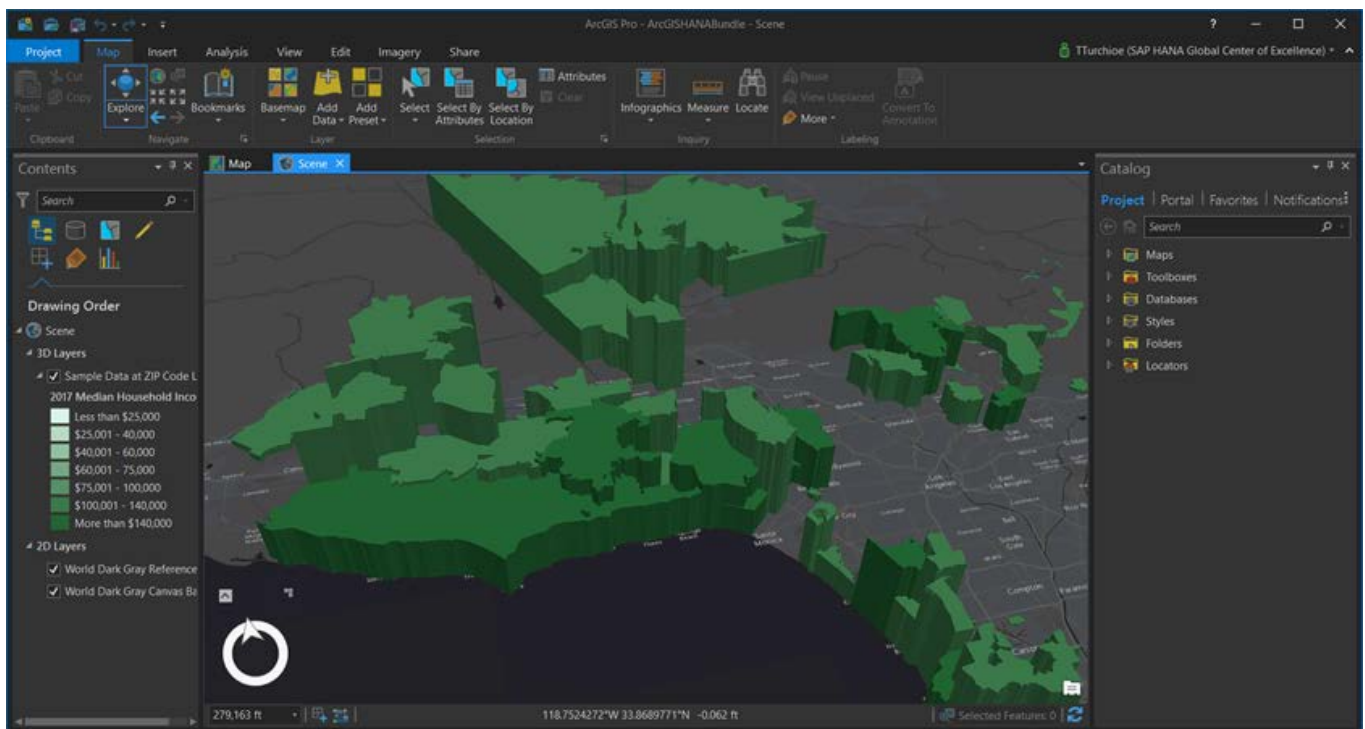 ArcGIS Pro - ArcGISHANABundle - Scene
?
Project Map Insert Analysis View Edit Imagery Share
TTurchioe (SAP HANA Global Center of Excellence)
Paste
Cut
Copy
Clipboard
Explore
Bookmarks
Navigate
Basemap
Add Data
Add Preset
Layer
Select
Select By Attributes
Select By Location
Attributes
Clear
Selection
Infographics
Measure
Locate
Inquiry
Pause
View Unplaced
More
Convert To Annotation
Labeling
Contents
Search
Drawing Order
Scene
3D Layers
Sample Data at ZIP Code L
2017 Median Household Inco
Less than $25,000
$25,001 - 40,000
$40,001 - 60,000
$60,001 - 75,000
$75,001 - 100,000
$100,001 - 140,000
More than $140,000
2D Layers
World Dark Gray Reference
World Dark Gray Canvas Ba
Map
Scene
Los Angeles
Santa Monica
South Gate
Compton
279,163 ft
118.7524272°W 33.8689771°N -0.062 ft
Selected Features: 0
Catalog
Project Portal Favorites Notifications
Search
Maps
Toolboxes
Databases
Styles
Folders
Locators